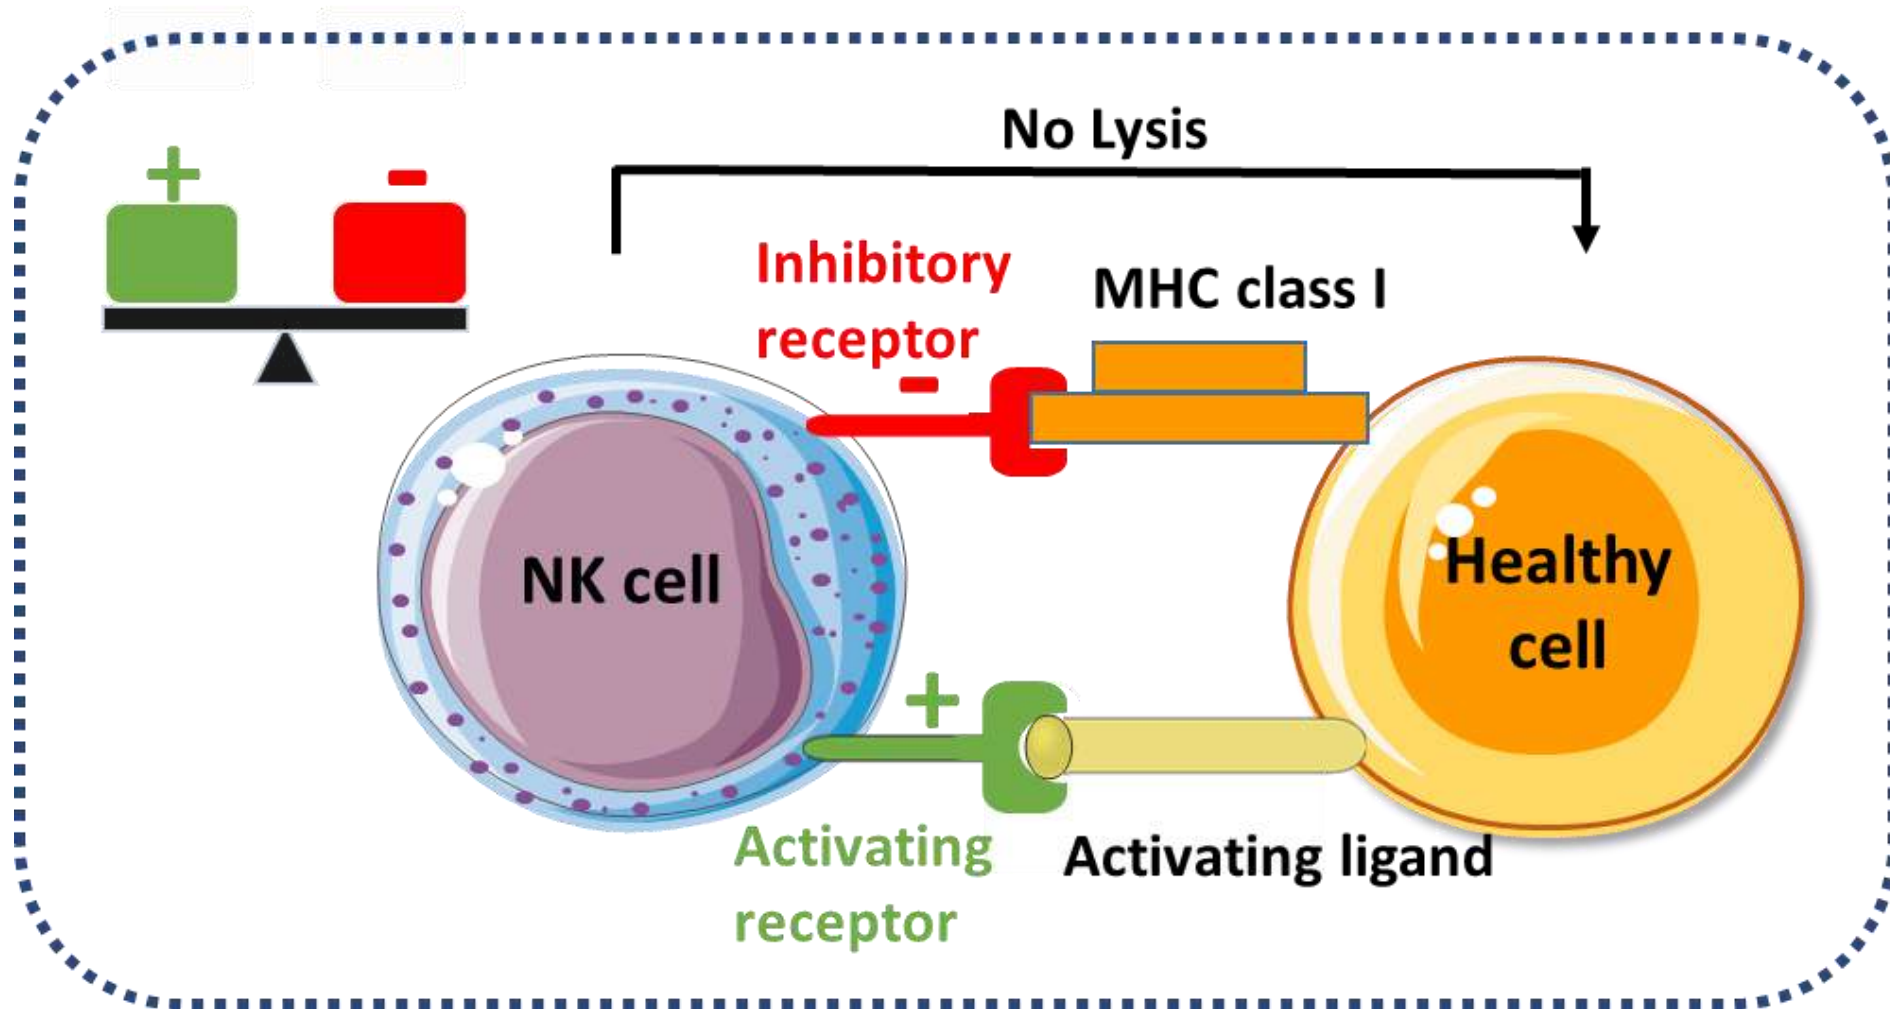 No Lysis
+
-
Inhibitory
receptor
-
MHC class I
NK cell
Healthy
cell
+
Activating
receptor
Activating ligand